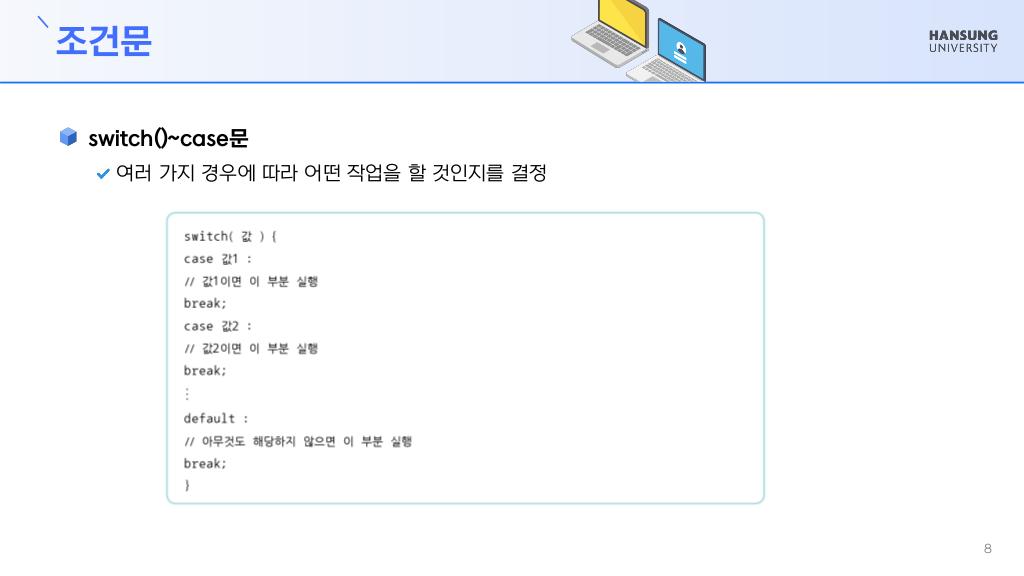 조건문
HANSUNG
UNIVERSITY
switch()~case문
여러 가지 경우에 따라 어떤 작업을 할 것인지를 결정
switch( 값 ) {
case 값1 :
// 값1이면 이 부분 실행
break;
case 값2 :
// 값2이면 이 부분 실행
break;
⋮
default :
// 아무것도 해당하지 않으면 이 부분 실행
break;
}
8